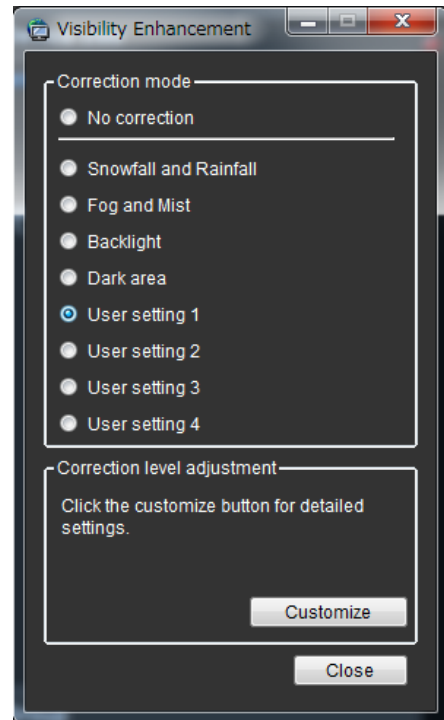 Visibility Enhancement
Correction mode
No correction
Snowfall and Rainfall
Fog and Mist
Backlight
Dark area
User setting 1
User setting 2
User setting 3
User setting 4
Correction level adjustment
Click the customize button for detailed
settings.
Customize
Close